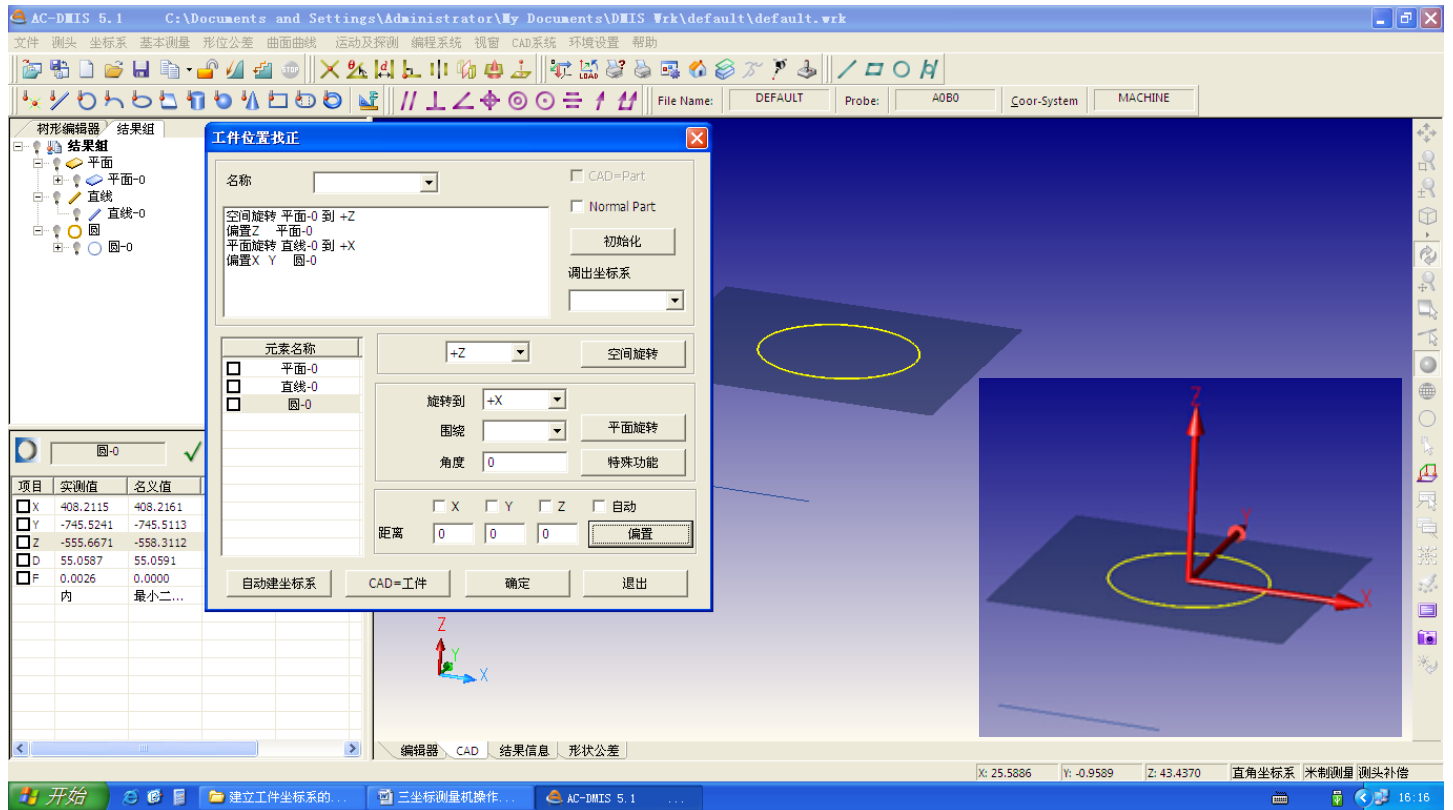 AC-DMIS 5.1 C:\Documents and Settings\Administrator\My Documents\DMIS Wrk\default\default.wrk
文件 测头 坐标系 基本测量 形位公差 曲面曲线 运动及探测 编程系统 视窗 CAD系统 环境设置 帮助
STOP LOAD
File Name: DEFAULT Probe: A0B0 Coor-System MACHINE
树形编辑器 结果组
结果组
平面
平面-0
直线
直线-0
圆
圆-0
工件位置找正
名称
CAD=Part
Normal Part
空间旋转 平面-0 到 +Z
偏置Z 平面-0
平面旋转 直线-0 到 +X
偏置X Y 圆-0
初始化
调出坐标系
元素名称
平面-0
直线-0
圆-0
+Z 空间旋转
旋转到 +X
围绕 平面旋转
角度 0 特殊功能
X Y Z 自动
距离 0 0 0 偏置
自动建坐标系 CAD=工件 确定 退出
圆-0
项目 实测值 名义值
X 408.2115 408.2161
Y -745.5241 -745.5113
Z -555.6671 -558.3112
D 55.0587 55.0591
F 0.0026 0.0000
内 最小二...
Z
Y
X
Z
Y
X
编辑器 CAD 结果信息 形状公差
X: 25.5886 Y: -0.9589 Z: 43.4370 直角坐标系 米制测量 测头补偿
开始 建立工件坐标系的... 三坐标测量机操作... AC-DMIS 5.1 ... 16:16